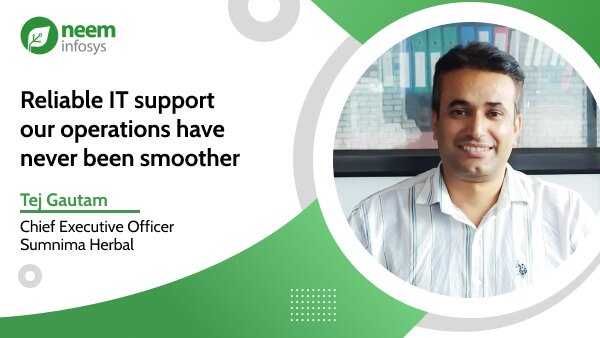 neem
infosys
Reliable IT support
our operations have
never been smoother
Tej Gautam
Chief Executive Officer
Sumnima Herbal